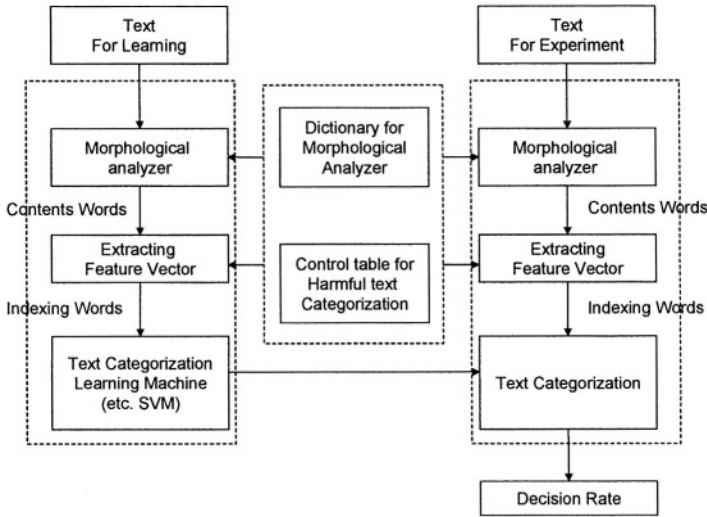 Text
For Learning
Text
For Experiment
Morphological
analyzer
Dictionary for
Morphological
Analyzer
Morphological
analyzer
Contents Words
Contents Words
Extracting
Feature Vector
Control table for
Harmful text
Categorization
Extracting
Feature Vector
Indexing Words
Indexing Words
Text Categorization
Learning Machine
(etc. SVM)
Text Categorization
Decision Rate